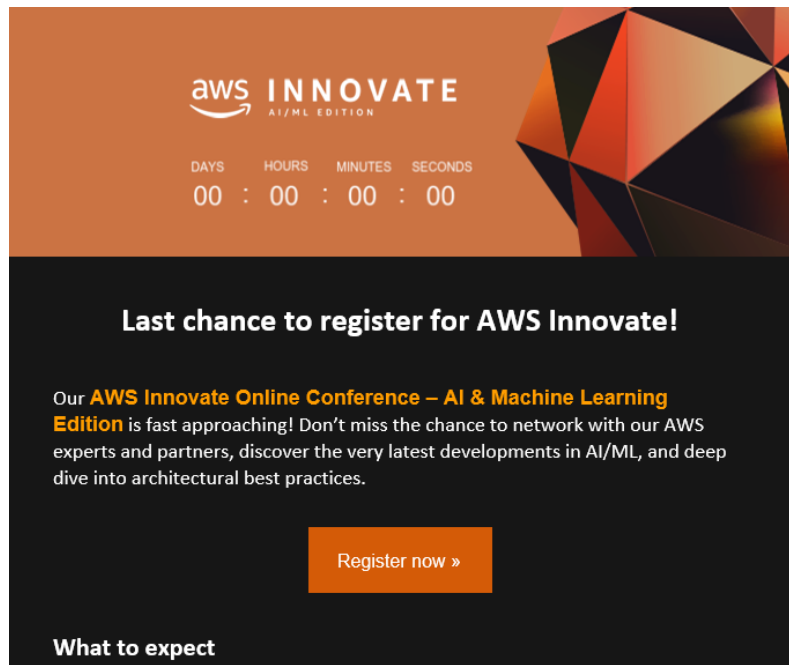 aws INNOVATE
AI/ML EDITION
DAYS HOURS MINUTES SECONDS
00 : 00 : 00 : 00
Last chance to register for AWS Innovate!
Our AWS Innovate Online Conference – AI & Machine Learning
Edition is fast approaching! Don’t miss the chance to network with our AWS
experts and partners, discover the very latest developments in AI/ML, and deep
dive into architectural best practices.
Register now »
What to expect